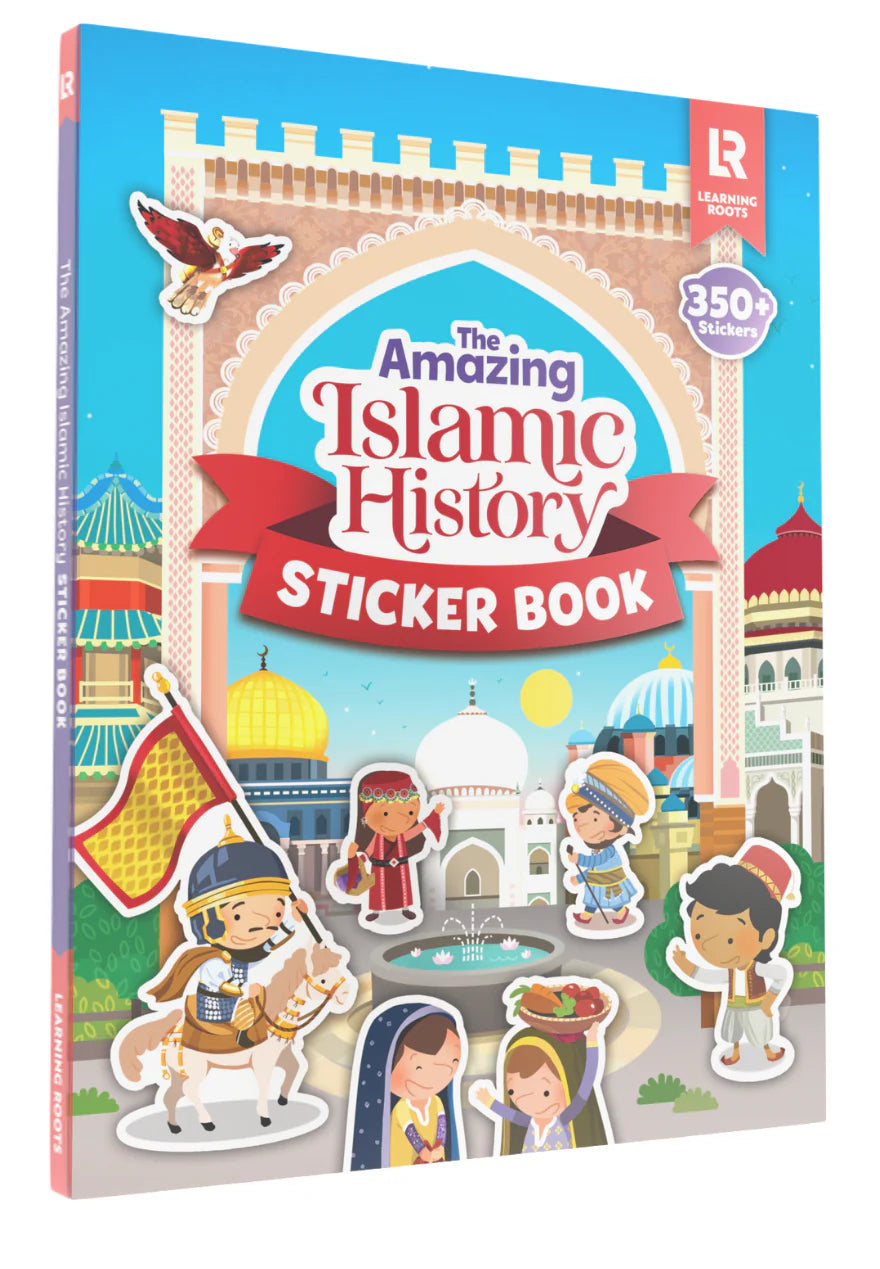 LR
LEARNING
ROOTS
350+
Stickers
The
Amazing
Islamic
History
STICKER BOOK
LR
The Amazing Islamic History STICKER BOOK
LEARNING ROOTS